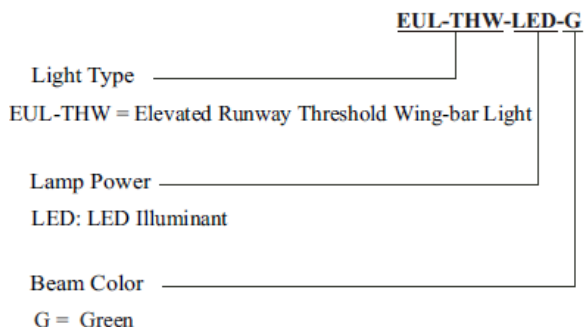 EUL-THW-LED-G
Light Type
EUL-THW = Elevated Runway Threshold Wing-bar Light
Lamp Power
LED: LED Illuminant
Beam Color
G = Green